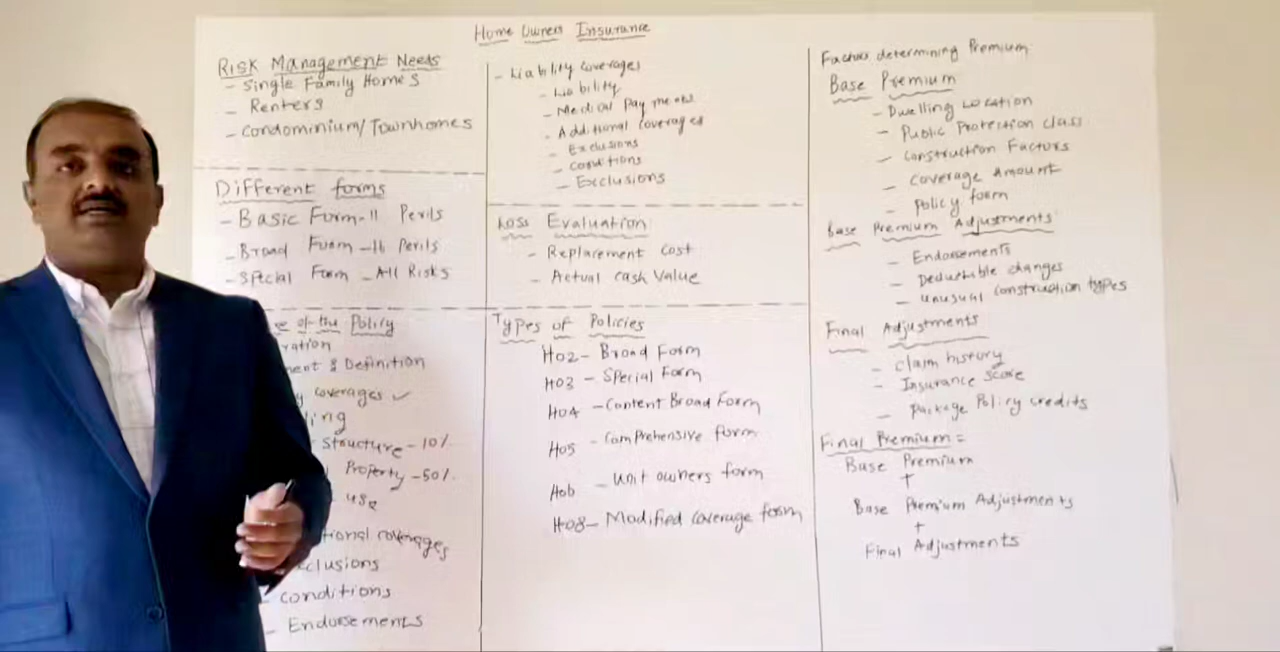 Home Owners Insurance
Risk Management Needs
- Single Family Homes
- Renters
- Condominium/Townhomes
Different forms
- Basic Form - 11 Perils
- Broad Form - 16 Perils
- Special Form - All Risks
of the Policy
ration
ment & Definition
coverages ✓
ling
Structure - 10%
Property - 50%
use
tional coverages
clusions
- Conditions
- Endorsements
- Liability coverages
- Liability
- Medical Payments
- Additional coverages
- Exclusions
- Conditions
- Exclusions
Loss Evaluation
- Replacement Cost
- Actual cash Value
Types of Policies
HO2 - Broad Form
HO3 - Special Form
HO4 - Content Broad Form
HO5 - Comprehensive form
HO6 - Unit owners form
HO8 - Modified coverage form
Factors determining Premium
Base Premium
- Dwelling Location
- Public Protection class
- Construction Factors
- Coverage amount
- Policy form
Base Premium Adjustments
- Endorsements
- Deductible changes
- Unusual construction types
Final Adjustments
- Claim history
- Insurance score
- Package Policy credits
Final Premium =
Base Premium
+
Base Premium Adjustments
+
Final Adjustments